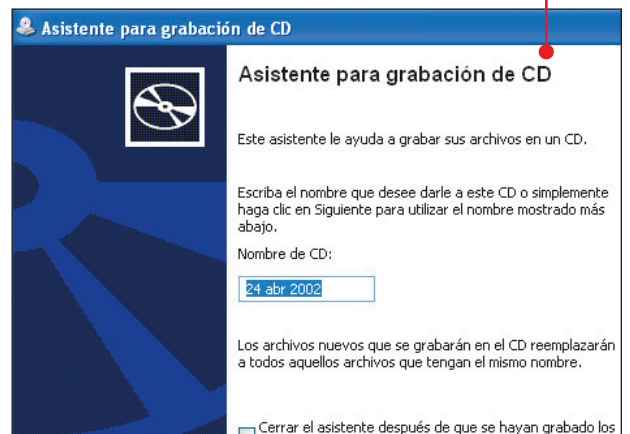 Asistente para grabación de CD
Asistente para grabación de CD
Este asistente le ayuda a grabar sus archivos en un CD.
Escriba el nombre que desee darle a este CD o simplemente
haga clic en Siguiente para utilizar el nombre mostrado más
abajo.
Nombre de CD:
24 abr 2002
Los archivos nuevos que se grabarán en el CD reemplazarán
a todos aquellos archivos que tengan el mismo nombre.
Cerrar el asistente después de que se hayan grabado los